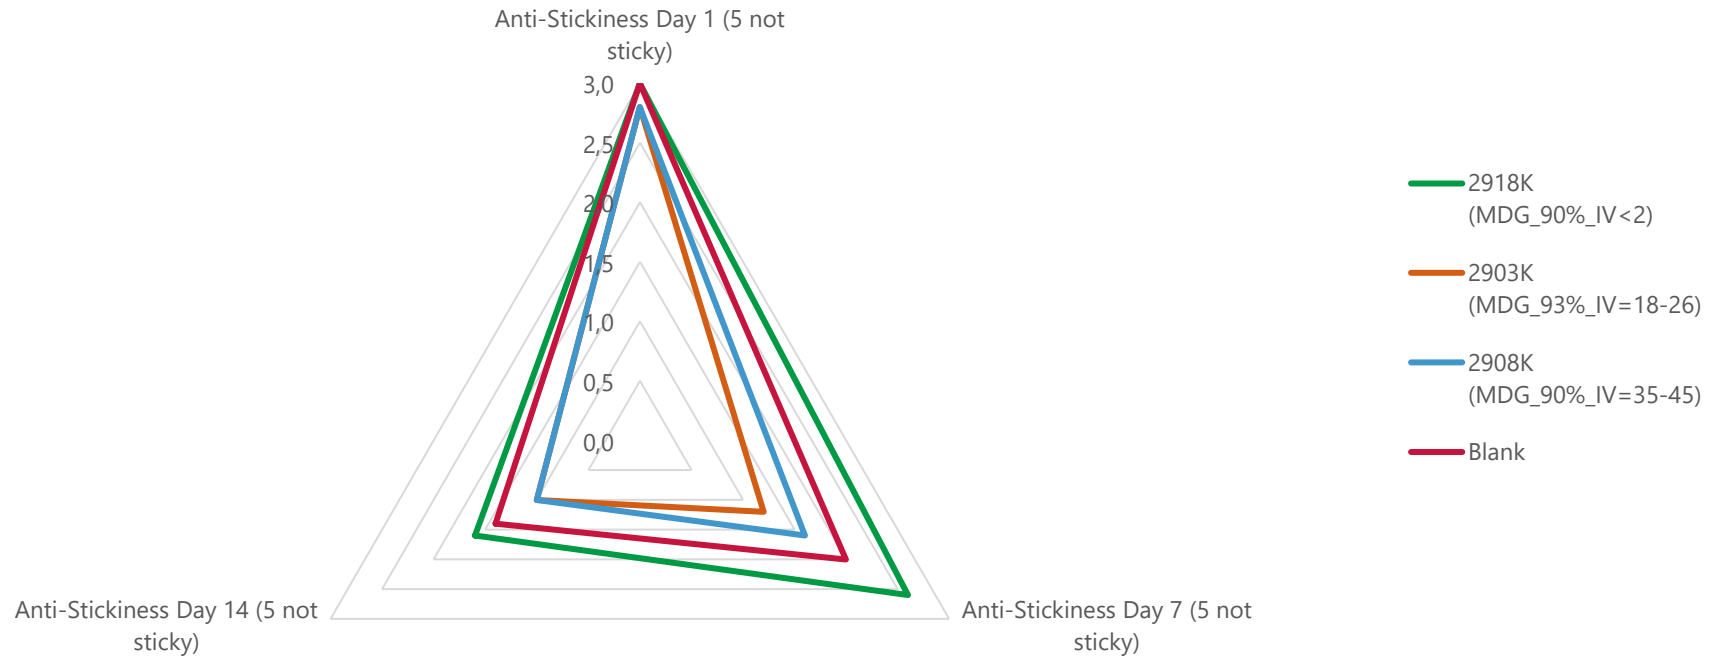 Anti-Stickiness Day 1 (5 not
sticky)
3,0
2,5
2,0
1,5
1,0
0,5
0,0
2918K
(MDG_90%_IV<2)
2903K
(MDG_93%_IV=18-26)
2908K
(MDG_90%_IV=35-45)
Blank
Anti-Stickiness Day 14 (5 not
sticky)
Anti-Stickiness Day 7 (5 not
sticky)